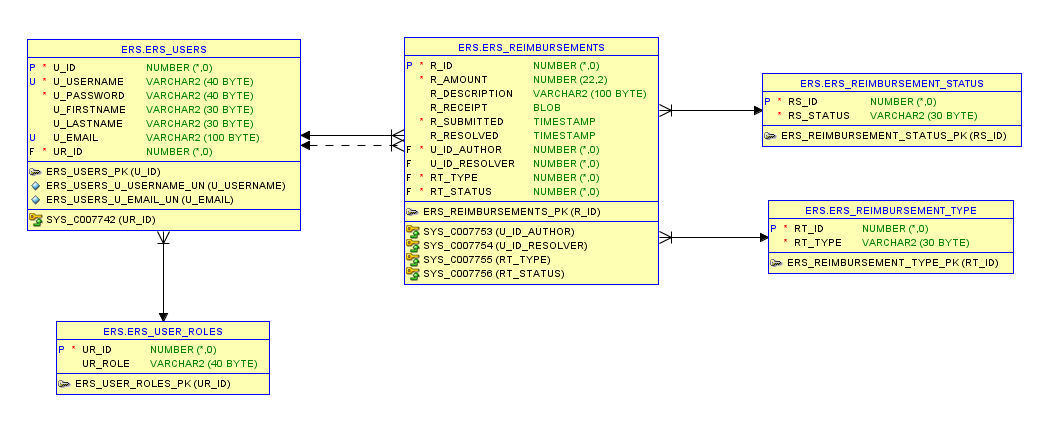 ERS.ERS_USERS
P * U_ID NUMBER (*,0)
U * U_USERNAME VARCHAR2 (40 BYTE)
* U_PASSWORD VARCHAR2 (40 BYTE)
U_FIRSTNAME VARCHAR2 (30 BYTE)
U_LASTNAME VARCHAR2 (30 BYTE)
U U_EMAIL VARCHAR2 (100 BYTE)
F * UR_ID NUMBER (*,0)
ERS_USERS_PK (U_ID)
ERS_USERS_U_USERNAME_UN (U_USERNAME)
ERS_USERS_U_EMAIL_UN (U_EMAIL)
SYS_C007742 (UR_ID)
ERS.ERS_REIMBURSEMENTS
P * R_ID NUMBER (*,0)
* R_AMOUNT NUMBER (22,2)
R_DESCRIPTION VARCHAR2 (100 BYTE)
R_RECEIPT BLOB
* R_SUBMITTED TIMESTAMP
R_RESOLVED TIMESTAMP
F * U_ID_AUTHOR NUMBER (*,0)
F U_ID_RESOLVER NUMBER (*,0)
F * RT_TYPE NUMBER (*,0)
F * RT_STATUS NUMBER (*,0)
ERS_REIMBURSEMENTS_PK (R_ID)
SYS_C007753 (U_ID_AUTHOR)
SYS_C007754 (U_ID_RESOLVER)
SYS_C007755 (RT_TYPE)
SYS_C007756 (RT_STATUS)
ERS.ERS_REIMBURSEMENT_STATUS
P * RS_ID NUMBER (*,0)
* RS_STATUS VARCHAR2 (30 BYTE)
ERS_REIMBURSEMENT_STATUS_PK (RS_ID)
ERS.ERS_REIMBURSEMENT_TYPE
P * RT_ID NUMBER (*,0)
* RT_TYPE VARCHAR2 (30 BYTE)
ERS_REIMBURSEMENT_TYPE_PK (RT_ID)
ERS.ERS_USER_ROLES
P * UR_ID NUMBER (*,0)
UR_ROLE VARCHAR2 (40 BYTE)
ERS_USER_ROLES_PK (UR_ID)